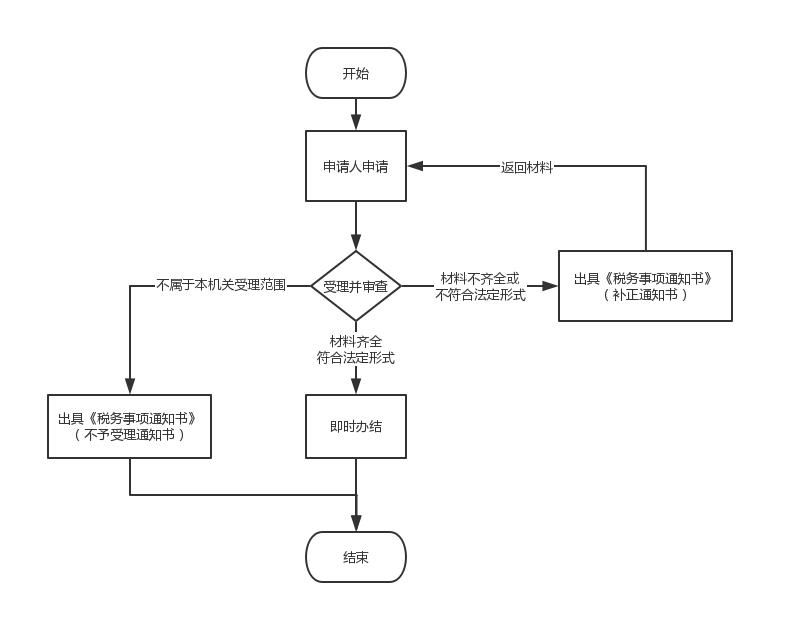 开始
申请人申请
返回材料
不属于本机关受理范围
受理并审查
材料不齐全或
不符合法定形式
出具《税务事项通知书》
（补正通知书）
材料齐全
符合法定形式
出具《税务事项通知书》
（不予受理通知书）
即时办结
结束